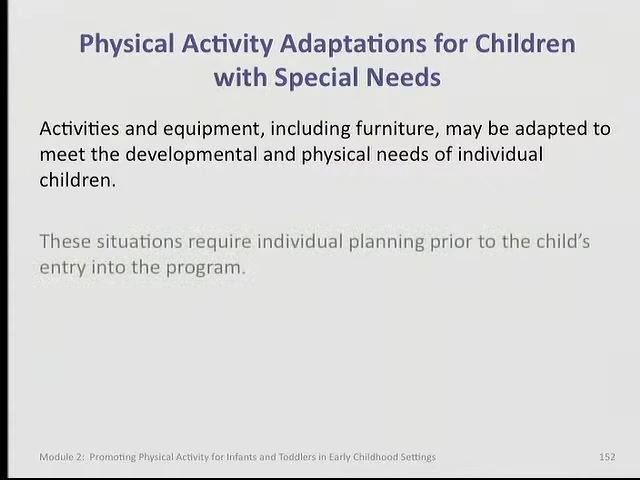 Physical Activity Adaptations for Children
with Special Needs
Activities and equipment, including furniture, may be adapted to
meet the developmental and physical needs of individual
children.
These situations require individual planning prior to the child's
entry into the program.
Module 2: Promoting Physical Activity for Infants and Toddlers in Early Childhood Settings
152